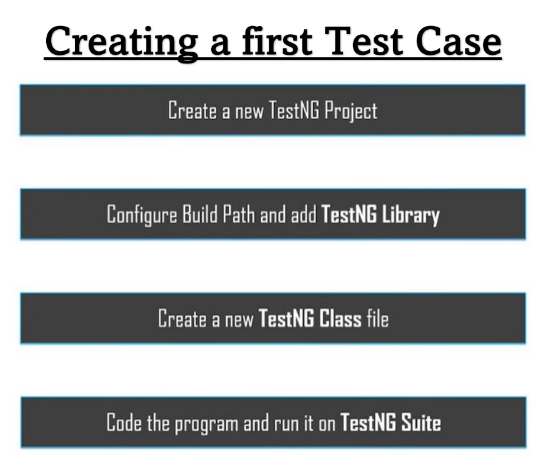 Creating a first Test Case
Create a new TestNG Project
Configure Build Path and add TestNG Library
Create a new TestNG Class file
Code the program and run it on TestNG Suite